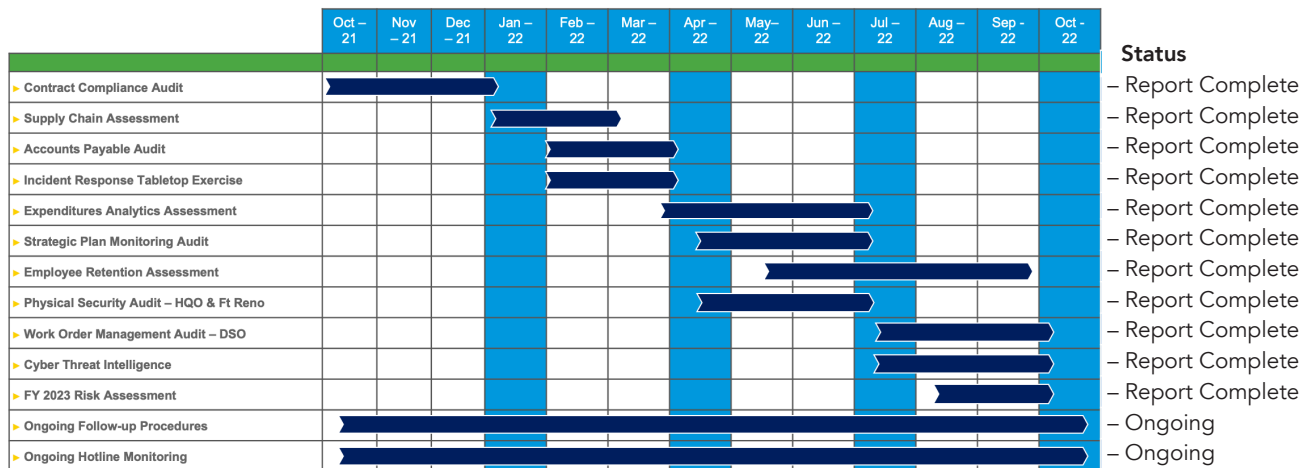 Oct – 21 Nov – 21 Dec – 21 Jan – 22 Feb – 22 Mar – 22 Apr – 22 May– 22 Jun – 22 Jul – 22 Aug – 22 Sep - 22 Oct - 22
Status
Contract Compliance Audit – Report Complete
Supply Chain Assessment – Report Complete
Accounts Payable Audit – Report Complete
Incident Response Tabletop Exercise – Report Complete
Expenditures Analytics Assessment – Report Complete
Strategic Plan Monitoring Audit – Report Complete
Employee Retention Assessment – Report Complete
Physical Security Audit – HQO & Ft Reno – Report Complete
Work Order Management Audit – DSO – Report Complete
Cyber Threat Intelligence – Report Complete
FY 2023 Risk Assessment – Report Complete
Ongoing Follow-up Procedures – Ongoing
Ongoing Hotline Monitoring – Ongoing